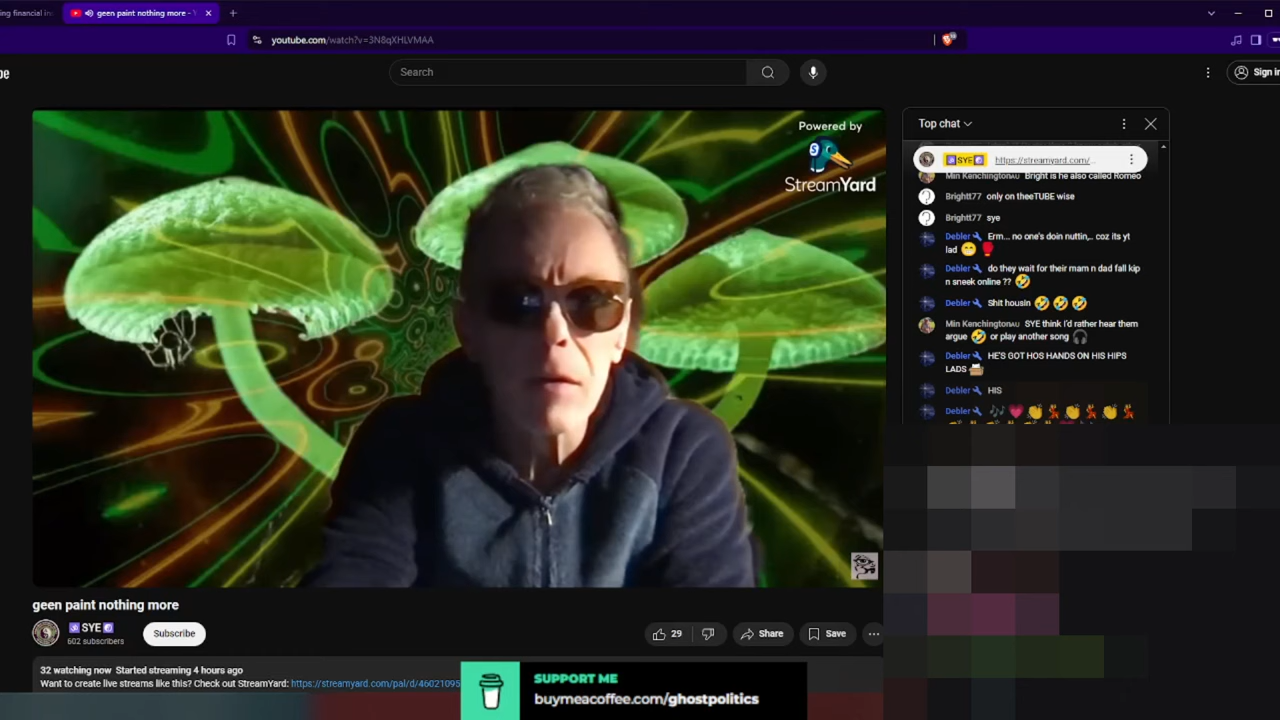 geen paint nothing more -
youtube.com/watch?v=3N8qXHLVMAA
Search
Sign in
Powered by
StreamYard
Top chat
SYE https://streamyard.com/...
Min Kenchington Bright is he also called Romeo
Brightt77 only on theeTUBE wise
Brightt77 sye
Debler Erm... no one's doin nuttin,.. coz its yt
lad 😁🥊
Debler do they wait for their mam n dad fall kip
n sneek online ?? 🤣
Debler Shit housin 🤣🤣🤣
Min Kenchington SYE think I'd rather hear them
argue 🤣 or play another song 🎧
Debler HE'S GOT HOS HANDS ON HIS HIPS
LADS
Debler HIS
Debler 🎶💗👏💃👏💃👏💃
geen paint nothing more
SYE
602 subscribers
Subscribe
29
Share
Save
32 watching now Started streaming 4 hours ago
Want to create live streams like this? Check out StreamYard: https://streamyard.com/pal/d/46021095
SUPPORT ME
buymeacoffee.com/ghostpolitics